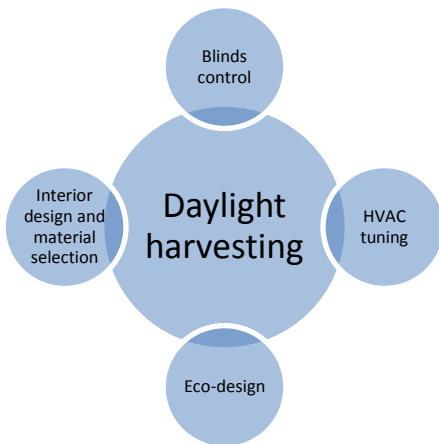 Blinds
control
Interior
design and
material
selection
Daylight
harvesting
HVAC
tuning
Eco-design